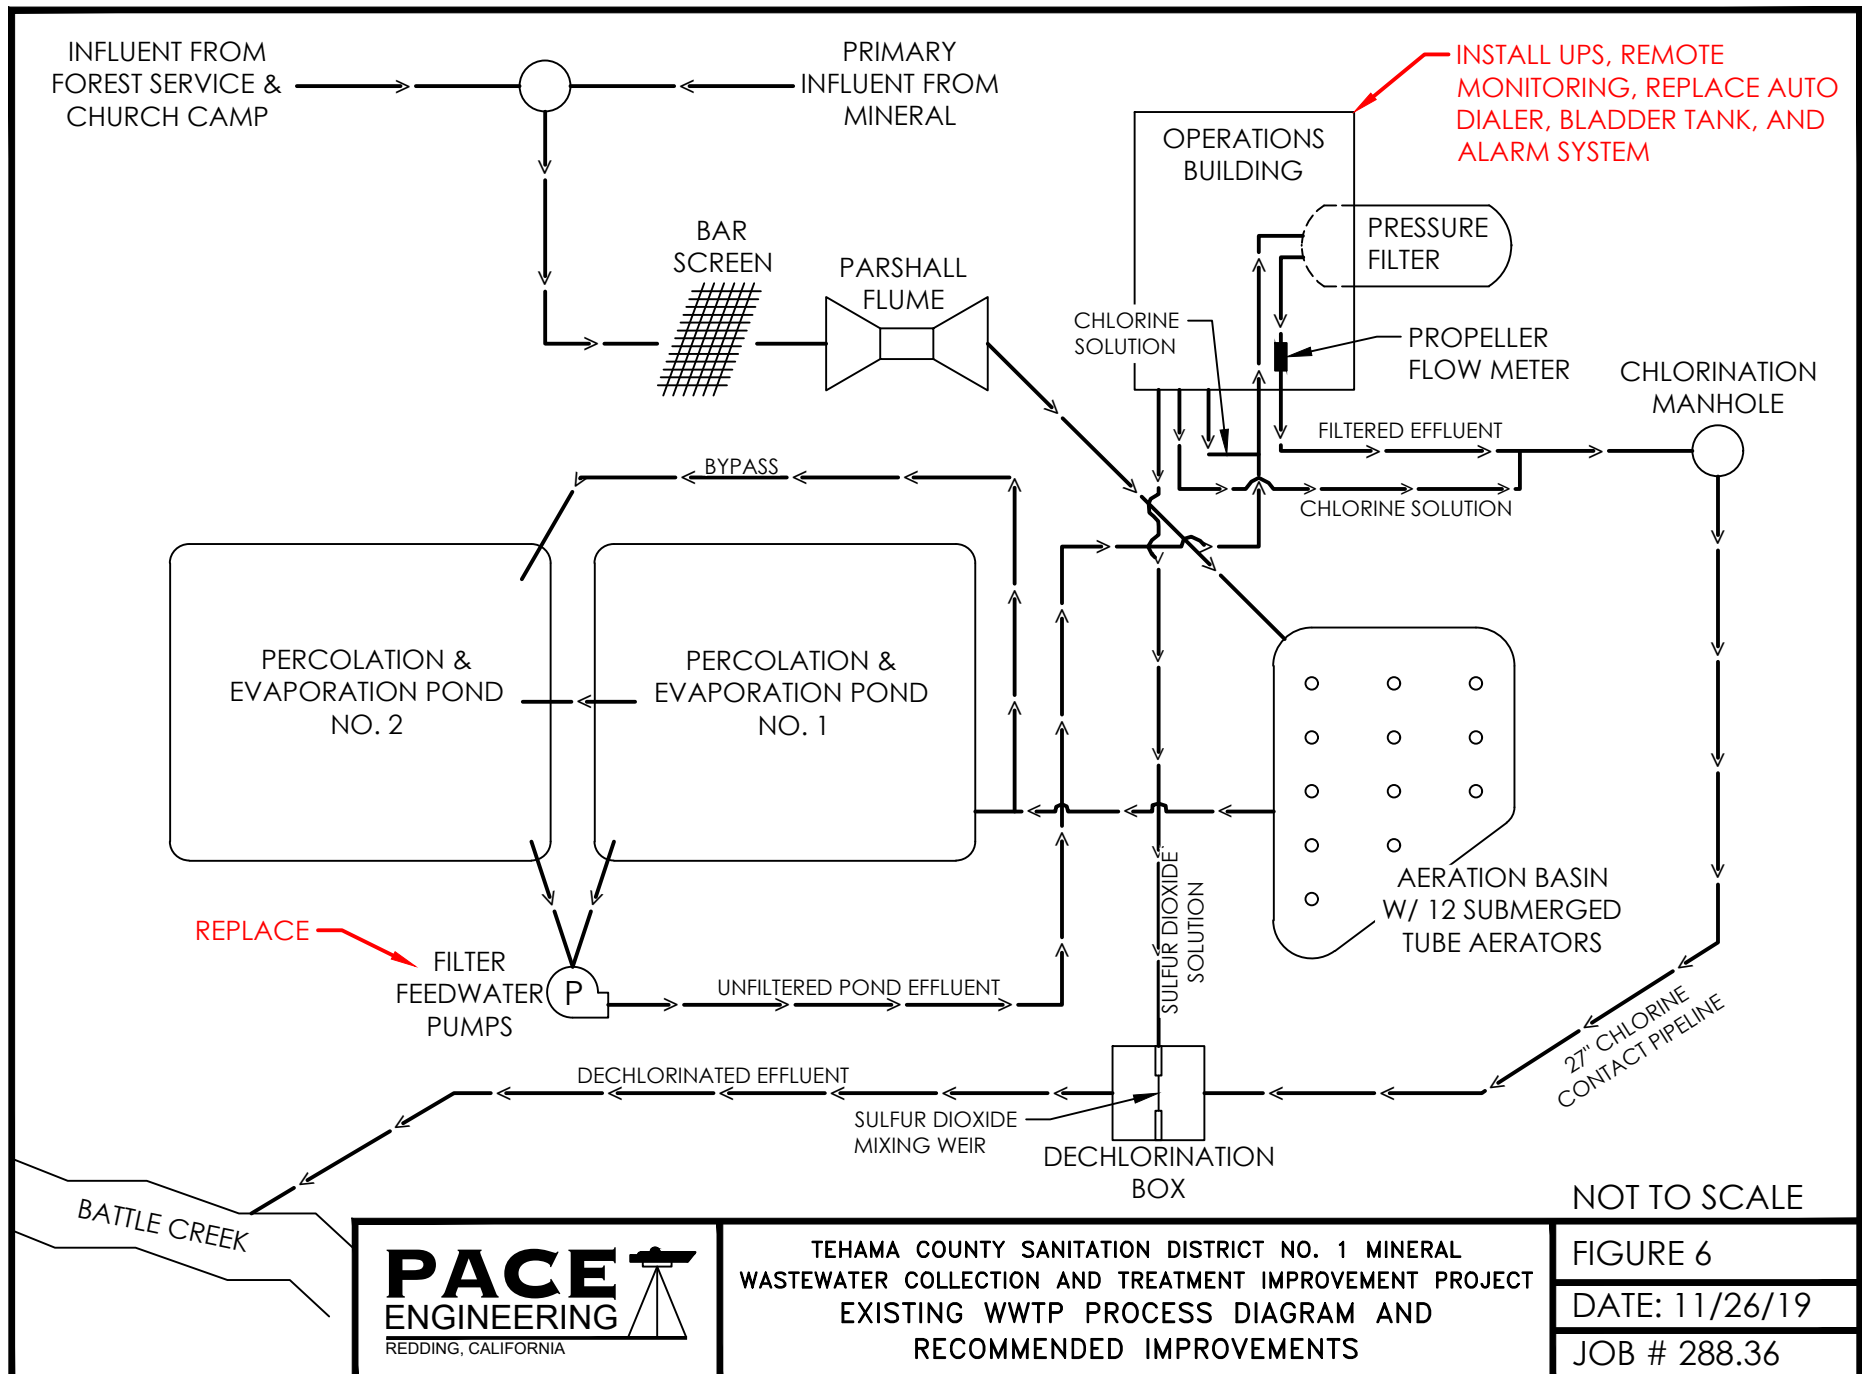 INFLUENT FROM
FOREST SERVICE &
CHURCH CAMP
PRIMARY
INFLUENT FROM
MINERAL
INSTALL UPS, REMOTE
MONITORING, REPLACE AUTO
DIALER, BLADDER TANK, AND
ALARM SYSTEM
OPERATIONS
BUILDING
PRESSURE
FILTER
BAR
SCREEN
PARSHALL
FLUME
CHLORINE
SOLUTION
PROPELLER
FLOW METER
CHLORINATION
MANHOLE
FILTERED EFFLUENT
BYPASS
CHLORINE SOLUTION
PERCOLATION &
EVAPORATION POND
NO. 2
PERCOLATION &
EVAPORATION POND
NO. 1
AERATION BASIN
W/ 12 SUBMERGED
TUBE AERATORS
SULFUR DIOXIDE
SOLUTION
REPLACE
FILTER
FEEDWATER
PUMPS
P
UNFILTERED POND EFFLUENT
27" CHLORINE
CONTACT PIPELINE
DECHLORINATED EFFLUENT
SULFUR DIOXIDE
MIXING WEIR
DECHLORINATION
BOX
BATTLE CREEK
NOT TO SCALE
PACE
ENGINEERING
REDDING, CALIFORNIA
TEHAMA COUNTY SANITATION DISTRICT NO. 1 MINERAL
WASTEWATER COLLECTION AND TREATMENT IMPROVEMENT PROJECT
EXISTING WWTP PROCESS DIAGRAM AND
RECOMMENDED IMPROVEMENTS
FIGURE 6
DATE: 11/26/19
JOB # 288.36